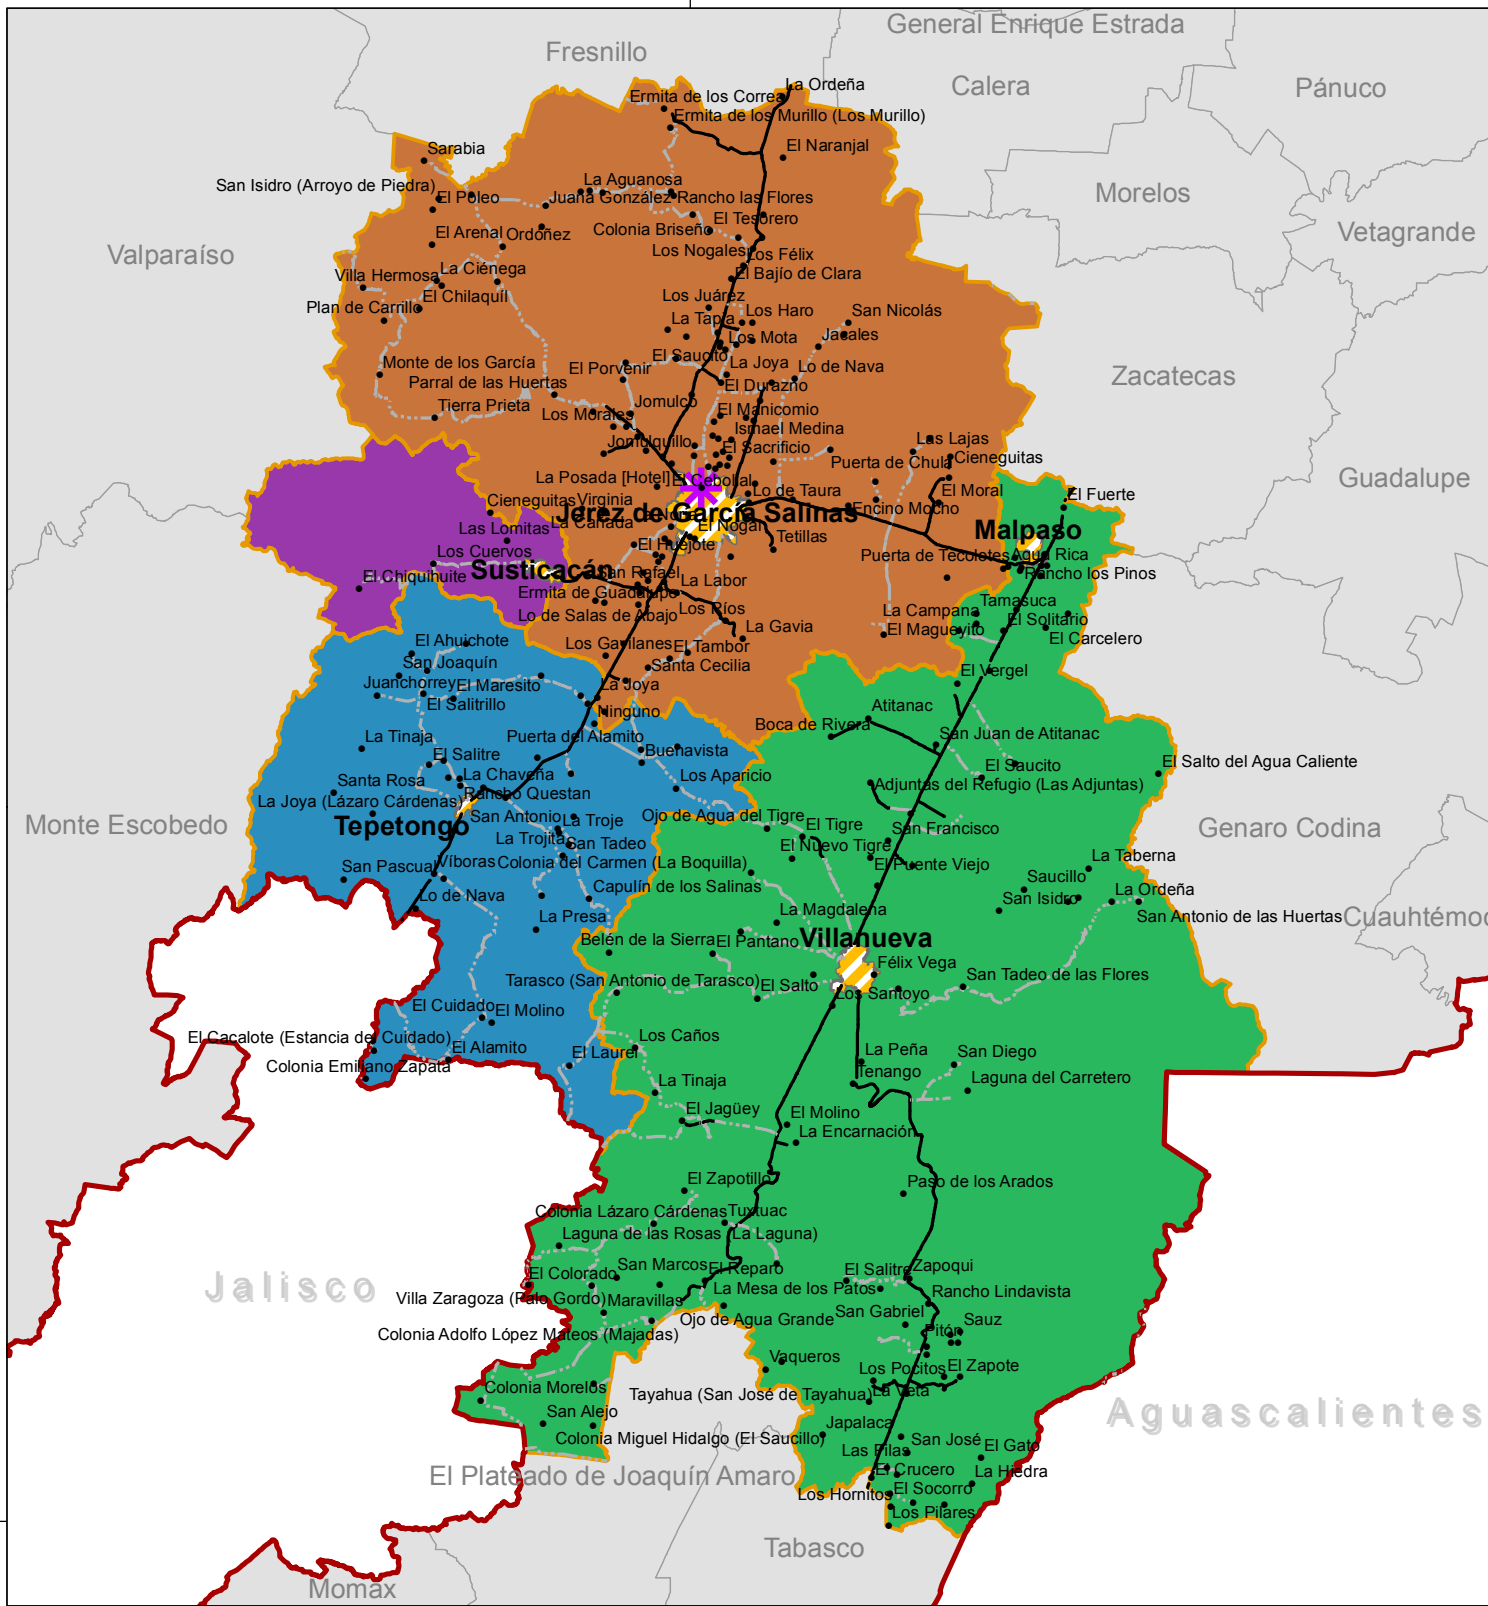 General Enrique Estrada
Fresnillo
Calera
Pánuco
La Ordeña
Ermita de los Correa
Ermita de los Murillo (Los Murillo)
El Naranjal
Sarabia
Morelos
San Isidro (Arroyo de Piedra)
La Aguanosa
El Poleo
Juana González
Rancho las Flores
Vetagrande
El Tesorero
El Arenal
Ordóñez
Colonia Briseño
Valparaíso
Los Nogales
Los Félix
La Ciénega
El Bajío de Clara
Villa Hermosa
El Chilaquíl
Los Juárez
Plan de Carrillo
La Tapia
Los Haro
San Nicolás
Los Mota
Jacales
El Saucito
Monte de los García
El Porvenir
La Joya
Lo de Nava
Zacatecas
Parral de las Huertas
El Durazno
Tierra Prieta
Los Morales
Jomulco
El Manicomio
Ismael Medina
Las Lajas
Jomulquillo
El Sacrificio
Puerta de Chula
Cieneguitas
La Posada [Hotel]
El Cebollal
Guadalupe
Lo de Taura
El Moral
El Fuerte
Cieneguitas
Virginia
Jerez de García Salinas
Encino Mocho
Las Lomitas
La Cañada
El Nogal
Malpaso
Tetillas
Los Cuervos
El Huejote
Puerta de Tecolotes
Agua Rica
Susticacán
San Rafael
Rancho los Pinos
El Chiquihuite
La Labor
Ermita de Guadalupe
Tamasuca
Lo de Salas de Abajo
Los Ríos
La Campana
El Solitario
La Gavia
El Magueyito
El Carcelero
El Ahuichote
Los Gavilanes
El Tambor
San Joaquín
Santa Cecilia
El Vergel
Juanchorrey
El Maresito
La Joya
El Salitrillo
Ninguno
Atitanac
Boca de Rivera
La Tinaja
Puerta del Alamito
Buenavista
San Juan de Atitanac
El Salitre
El Saucito
El Salto del Agua Caliente
Santa Rosa
La Chaveña
Los Aparicio
Adjuntas del Refugio (Las Adjuntas)
La Joya (Lázaro Cárdenas)
Rancho Questan
Monte Escobedo
Tepetongo
San Antonio
La Troje
Ojo de Agua del Tigre
El Tigre
San Francisco
Genaro Codina
La Trojita
San Tadeo
El Nuevo Tigre
San Pascual
Víboras
Colonia del Carmen (La Boquilla)
El Puente Viejo
La Taberna
Saucillo
Lo de Nava
Capulín de los Salinas
San Isidro
La Ordeña
La Presa
La Magdalena
San Antonio de las Huertas
Cuauhtémoc
Belén de la Sierra
El Pantano
Villanueva
Félix Vega
Tarasco (San Antonio de Tarasco)
El Salto
San Tadeo de las Flores
Los Santoyo
El Cuidado
El Molino
El Cacalote (Estancia del Cuidado)
Los Caños
El Alamito
El Laurel
La Peña
San Diego
Colonia Emiliano Zapata
Tenango
Laguna del Carretero
La Tinaja
El Jagüey
El Molino
La Encarnación
El Zapotillo
Paso de los Arados
Colonia Lázaro Cárdenas
Tuxtuac
Laguna de las Rosas (La Laguna)
Jalisco
San Marcos
El Reparo
El Salitre
Zapoqui
El Colorado
La Mesa de los Patos
Rancho Lindavista
Villa Zaragoza (Palo Gordo)
Maravillas
Ojo de Agua Grande
San Gabriel
Sauz
Colonia Adolfo López Mateos (Majadas)
Pitón
Vaqueros
Los Pocitos
El Zapote
Colonia Morelos
Tayahua (San José de Tayahua)
La Veta
Aguascalientes
San Alejo
Japalaca
Colonia Miguel Hidalgo (El Saucillo)
Las Pilas
San José
El Gato
El Plateado de Joaquín Amaro
El Crucero
La Hiedra
Los Hornitos
El Socorro
Los Pilares
Tabasco
Momax